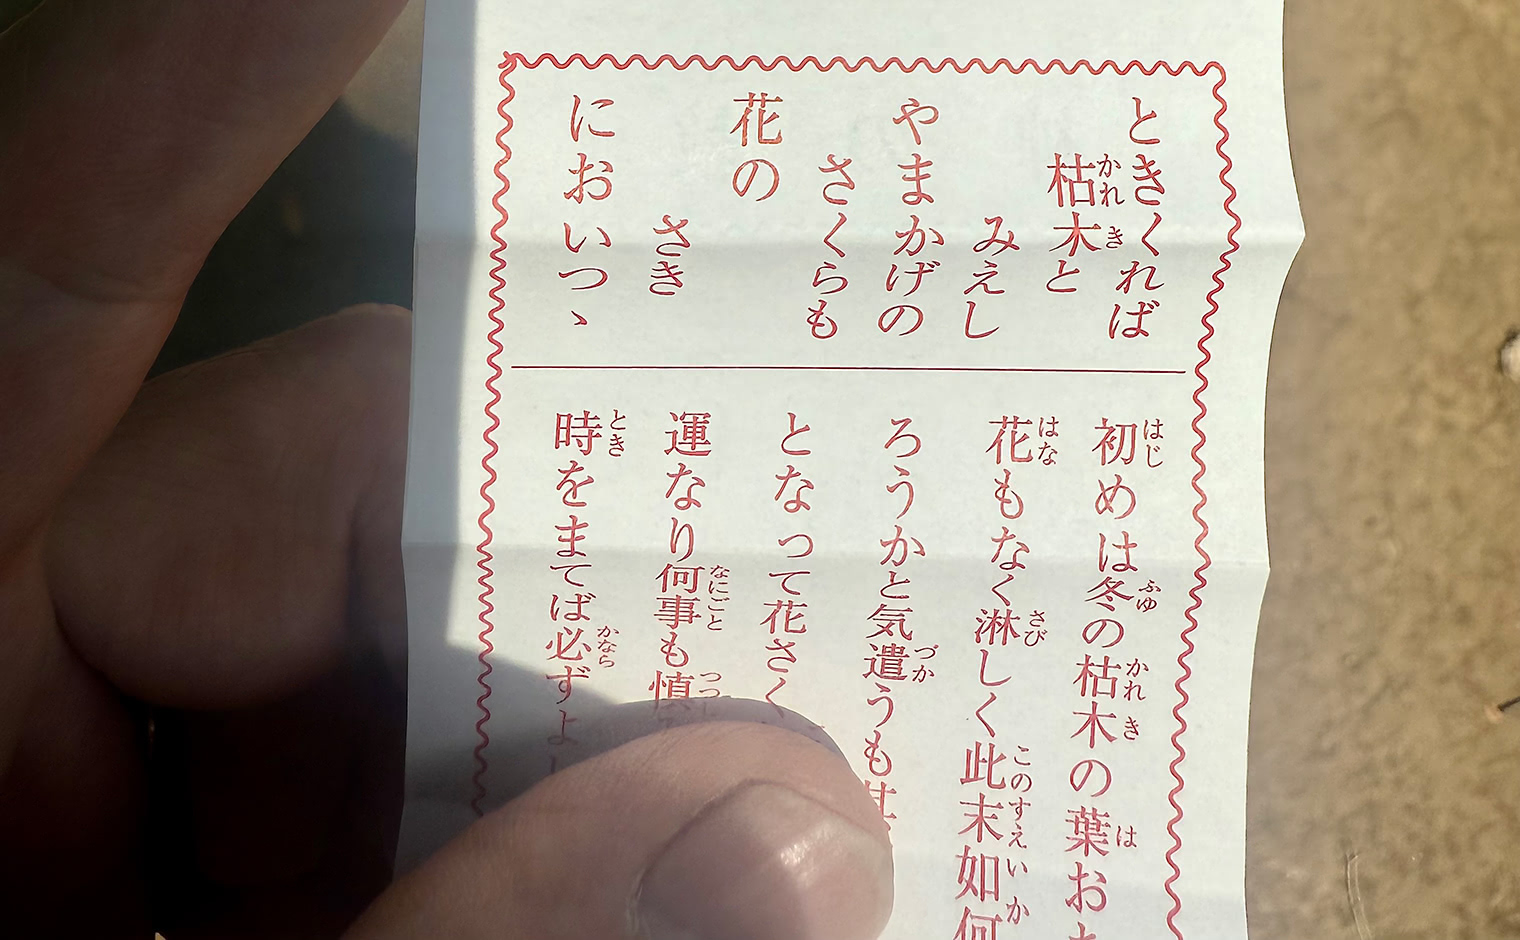 ときくれば
枯木と
みえし
やまかげの
さくらも
花の
さき
におい​つゝ
初めは冬の枯木の葉お
花もなく淋しく此末如何
ろうかと気遣うも
となって花さく
運なり何事も慎
時をまてば必ずよ